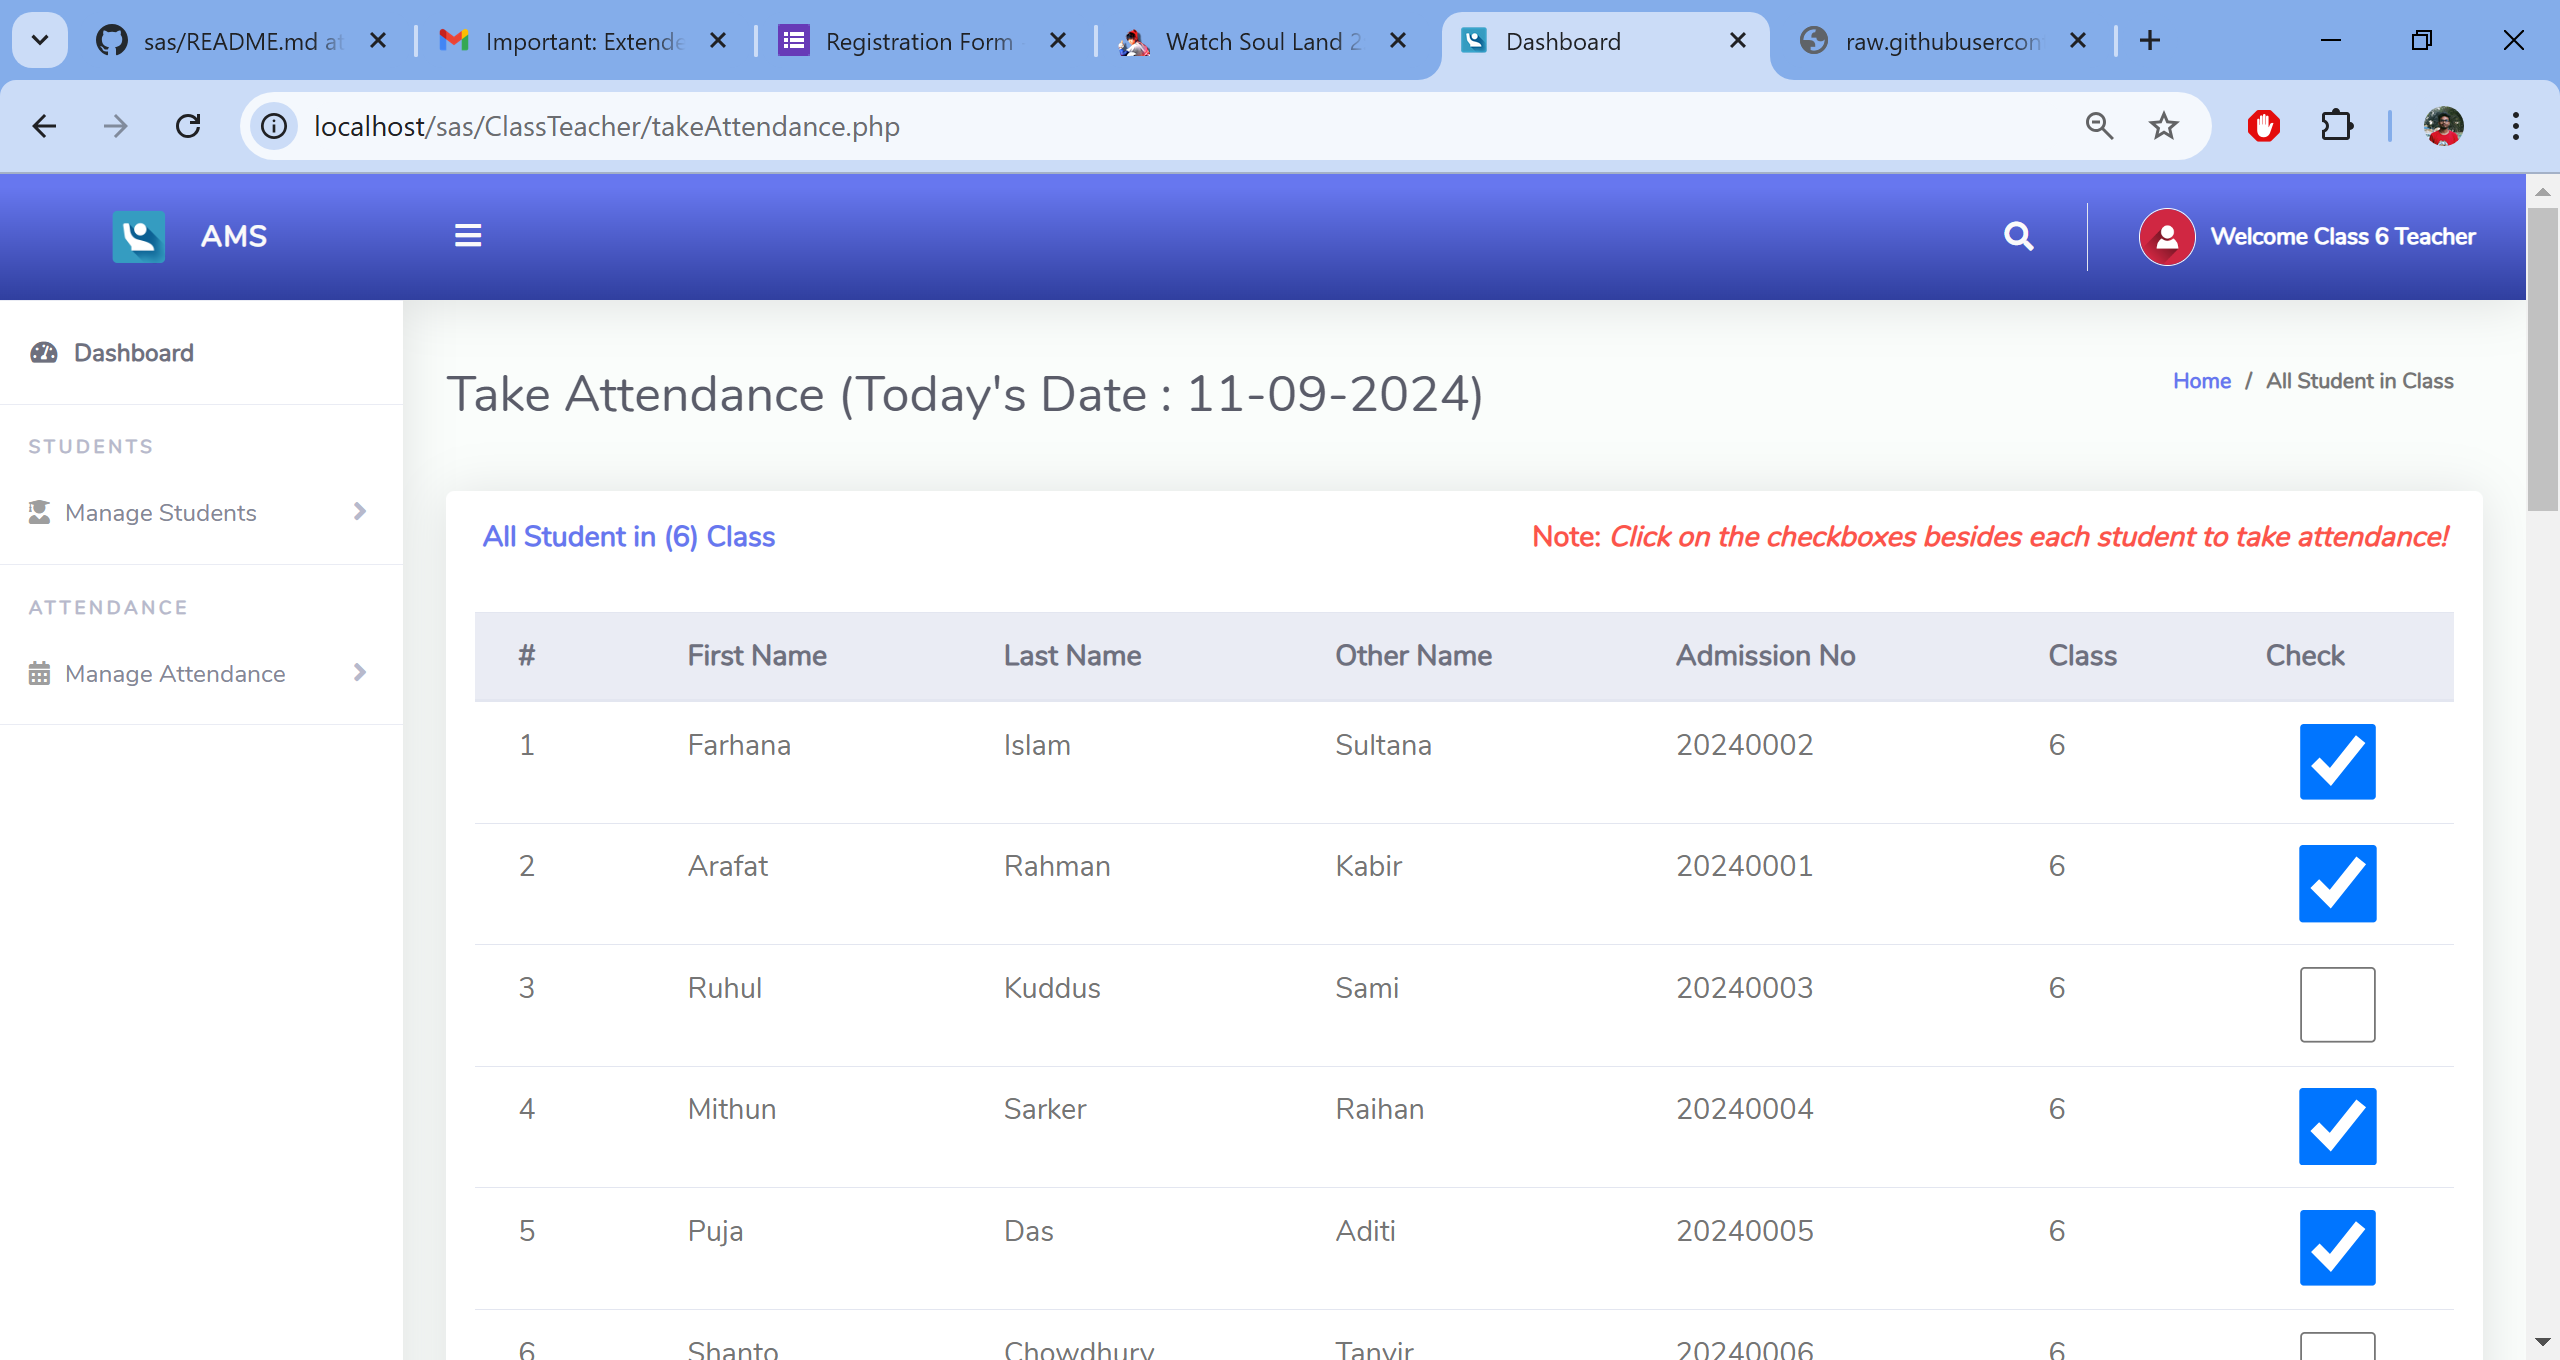 sas/README.md at
Important: Extende
Registration Form
Watch Soul Land 2
Dashboard
raw.githubusercon
localhost/sas/ClassTeacher/takeAttendance.php
AMS
Welcome Class 6 Teacher
Dashboard
STUDENTS
Manage Students
ATTENDANCE
Manage Attendance
Take Attendance (Today's Date : 11-09-2024)
Home / All Student in Class
All Student in (6) Class
Note: Click on the checkboxes besides each student to take attendance!
# First Name Last Name Other Name Admission No Class Check
1 Farhana Islam Sultana 20240002 6
2 Arafat Rahman Kabir 20240001 6
3 Ruhul Kuddus Sami 20240003 6
4 Mithun Sarker Raihan 20240004 6
5 Puja Das Aditi 20240005 6
6 Shanto Chowdhury Tanvir 20240006 6